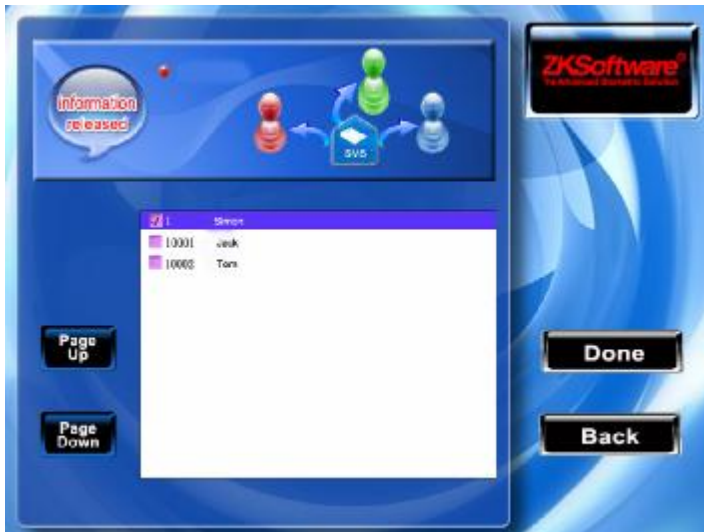 Information
released
SMS
ZKSoftware®
1 Simon
10001 Jack
10002 Tom
Page
Up
Done
Page
Down
Back